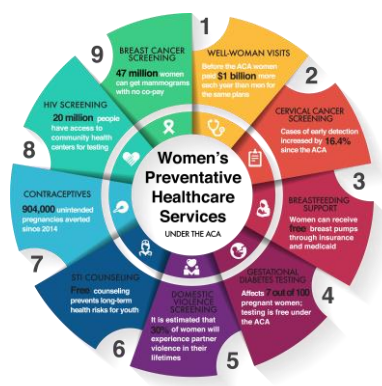 Women's
Preventative
Healthcare
Services
UNDER THE ACA
1
WELL-WOMAN VISITS
Before the ACA women
paid $1 billion more
each year than men for
the same plans
2
CERVICAL CANCER
SCREENING
Cases of early detection
increased by 16.4%
since the ACA
3
BREASTFEEDING
SUPPORT
Women can receive
free breast pumps
through insurance
and medicaid
4
GESTATIONAL
DIABETES TESTING
Affects 7 out of 100
pregnant women;
testing is free under
the ACA
5
DOMESTIC
VIOLENCE
SCREENING
It is estimated that
30% of women will
experience partner
violence in their
lifetimes
6
STI COUNSELING
Free counseling
prevents long-term
health risks for youth
7
CONTRACEPTIVES
904,000 unintended
pregnancies averted
since 2014
8
HIV SCREENING
20 million people
have access to
community health
centers for testing
9
BREAST CANCER
SCREENING
47 million women
can get mammograms
with no co-pay